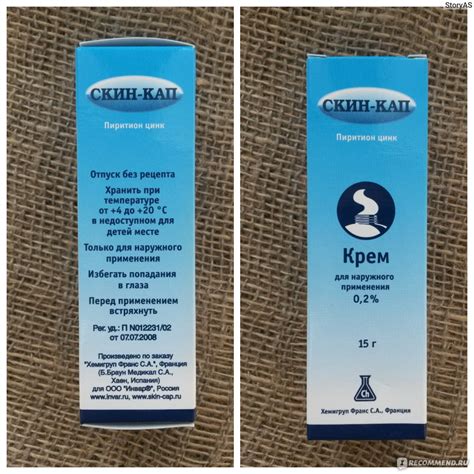 StoryAS
СКИН-КАП
Пиритион цинк
Отпуск без рецепта
Хранить при
температуре
от +4 до +20 °C
в недоступном для
детей месте
Только для наружного
применения
Избегать попадания
в глаза
Перед применением
встряхнуть
Рег. уд.: П N012231/02
от 07.07.2008
Произведено по заказу
"Хемигруп Франс С.А.", Франция
(Б.Браун Медикал С.А.,
Хаен, Испания)
для ООО "Инвар®", Россия
www.invar.ru, www.skin-cap.ru
СКИН-КАП
Пиритион цинк
Крем
для наружного
применения
0,2%
15 г
Ch
Хемигруп Франс С.А., Франция
RECOMMEND.RU